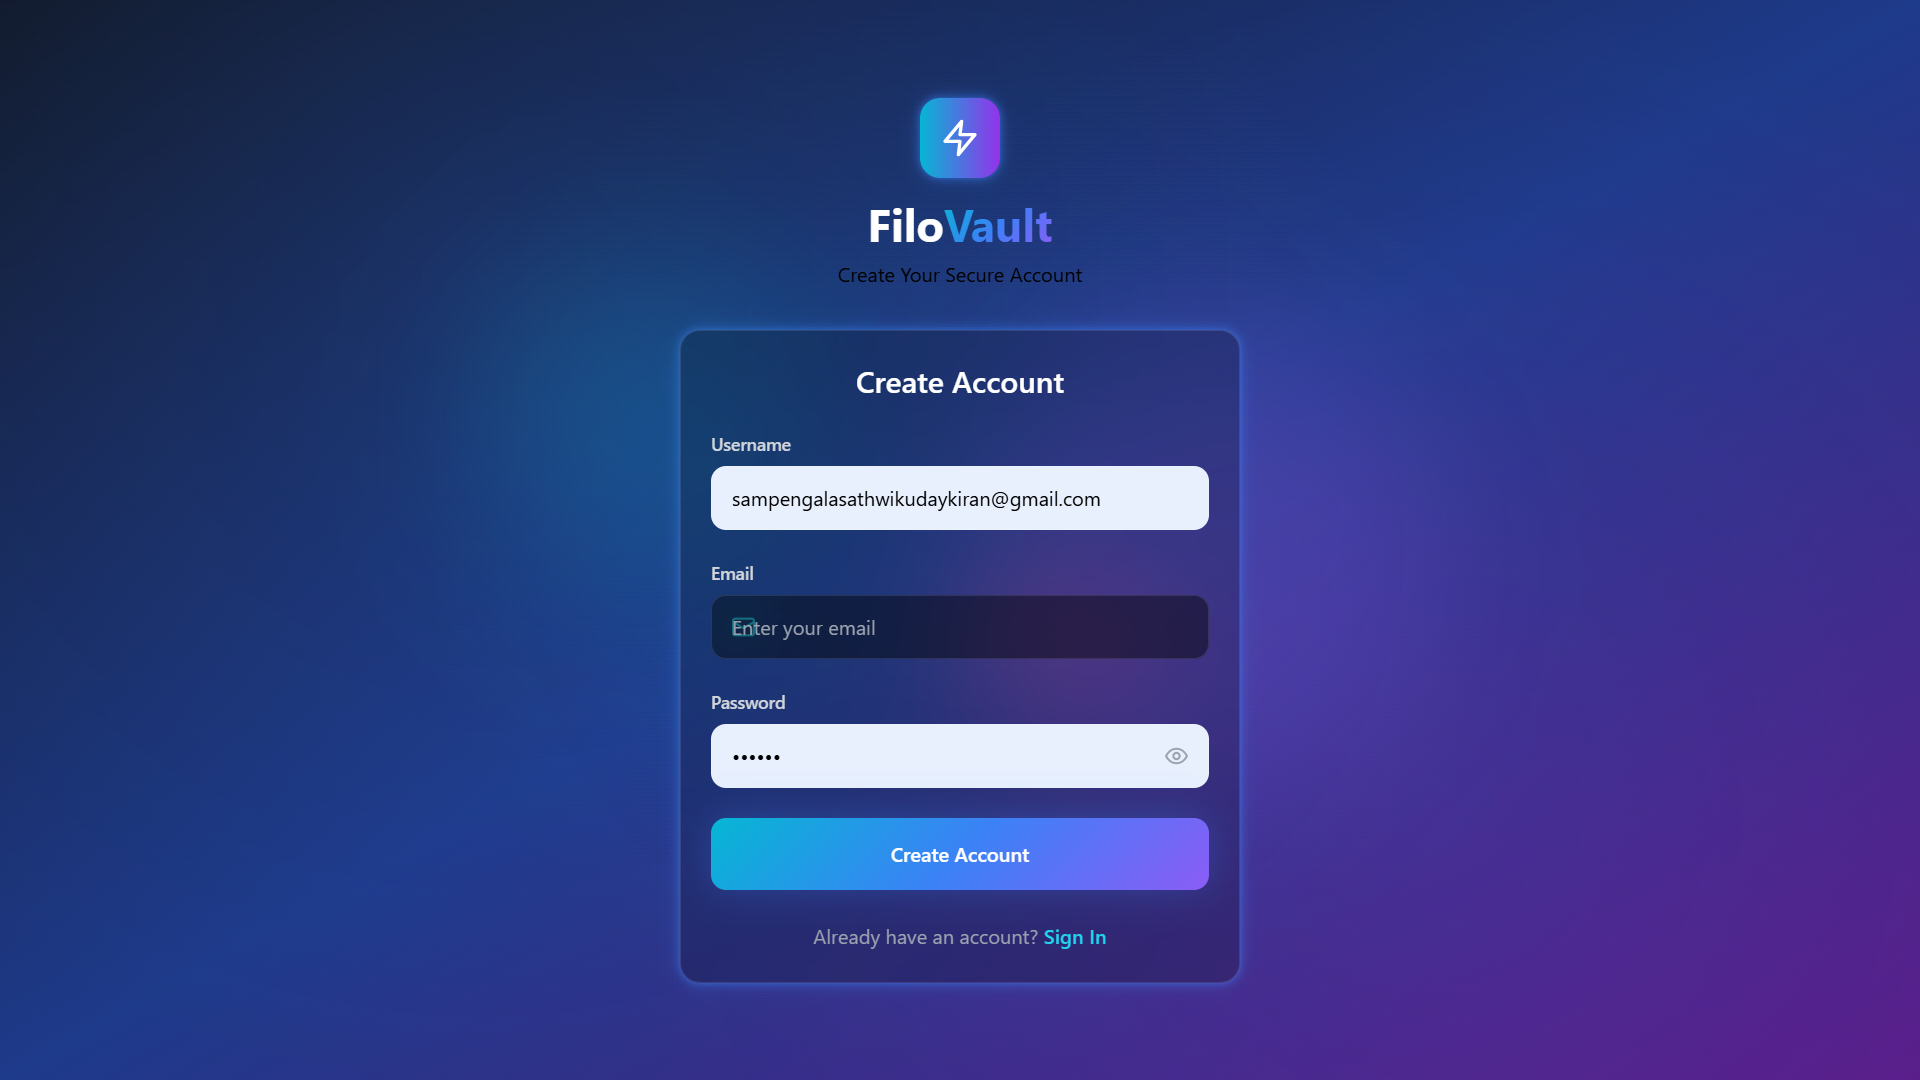 FiloVault
Create Your Secure Account
Create Account
Username
sampengalasathwikudaykiran@gmail.com
Email
Enter your email
Password
••••••
Create Account
Already have an account? Sign In